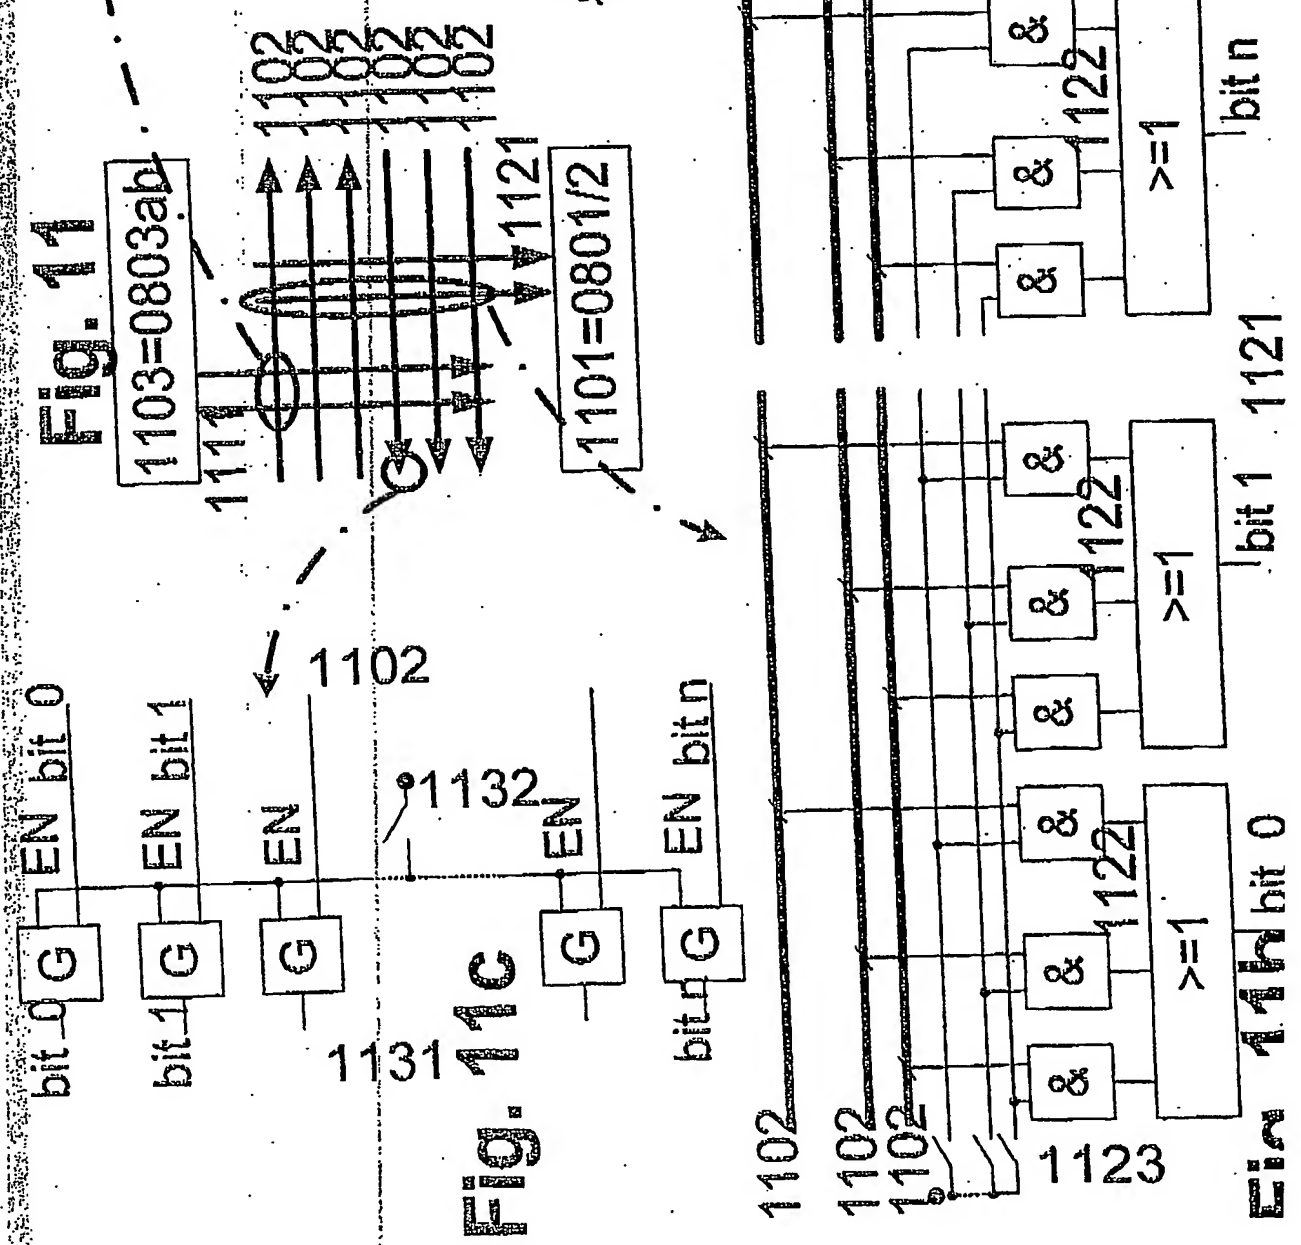 Fig. 11
1103=0803ab
1111
1102
1102
1102
1102
1102
1102
1121
1101=0801/2
EN bit 0
G
bit 0
EN bit 1
G
bit 1
EN
G
1102
1131
1132
EN
G
EN bit n
G
bit n
Fig. 11c
1102
1102
1102
1123
&
&
&
1122
>=1
bit 0
&
&
&
1122
>=1
bit 1
&
&
&
1122
>=1
bit n
1121
Fig. 11b